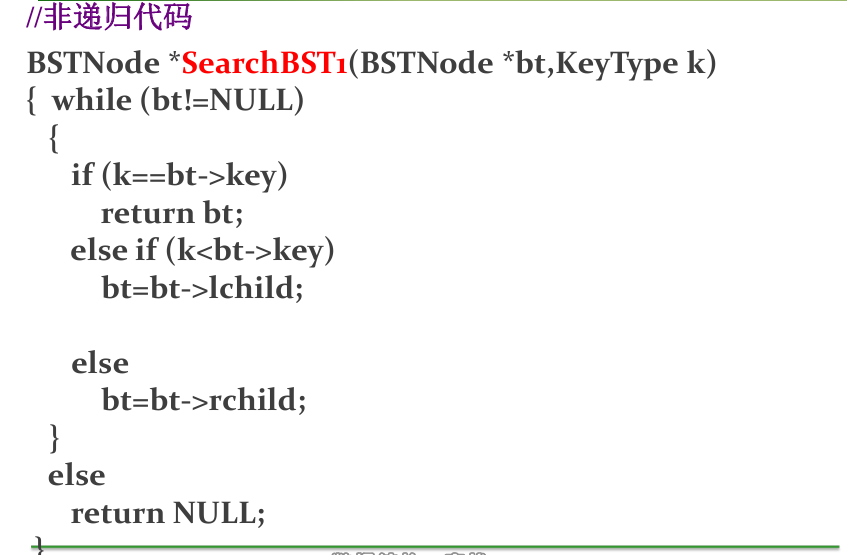 //非递归代码
BSTNode *SearchBST1(BSTNode *bt,KeyType k)
{ while (bt!=NULL)
{
if (k==bt->key)
return bt;
else if (k<bt->key)
bt=bt->lchild;
else
bt=bt->rchild;
}
else
return NULL;
}